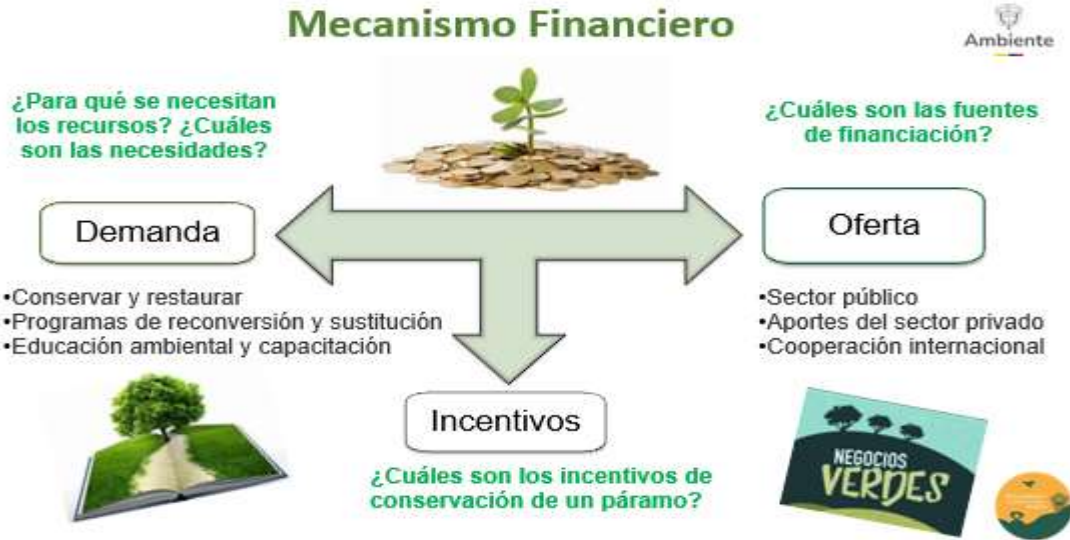 Mecanismo Financiero
Ambiente
¿Para qué se necesitan
los recursos? ¿Cuáles
son las necesidades?
¿Cuáles son las fuentes
de financiación?
Demanda
Oferta
•Conservar y restaurar
•Programas de reconversión y sustitución
•Educación ambiental y capacitación
•Sector público
•Aportes del sector privado
•Cooperación internacional
Incentivos
¿Cuáles son los incentivos de
conservación de un páramo?
NEGOCIOS
VERDES